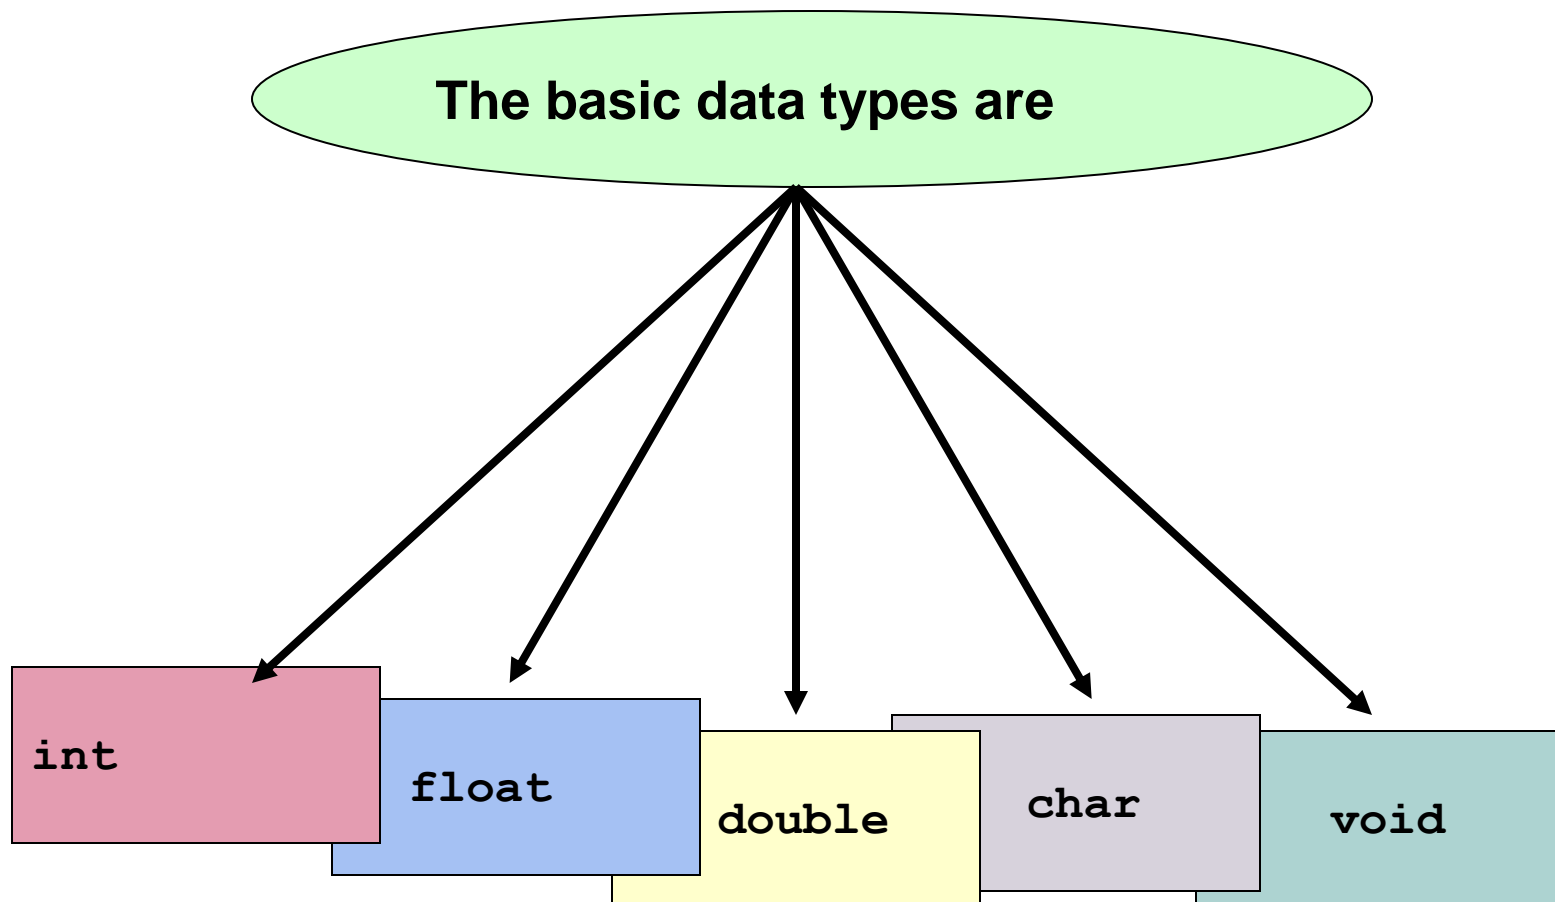 The basic data types are
int
float
double
char
void